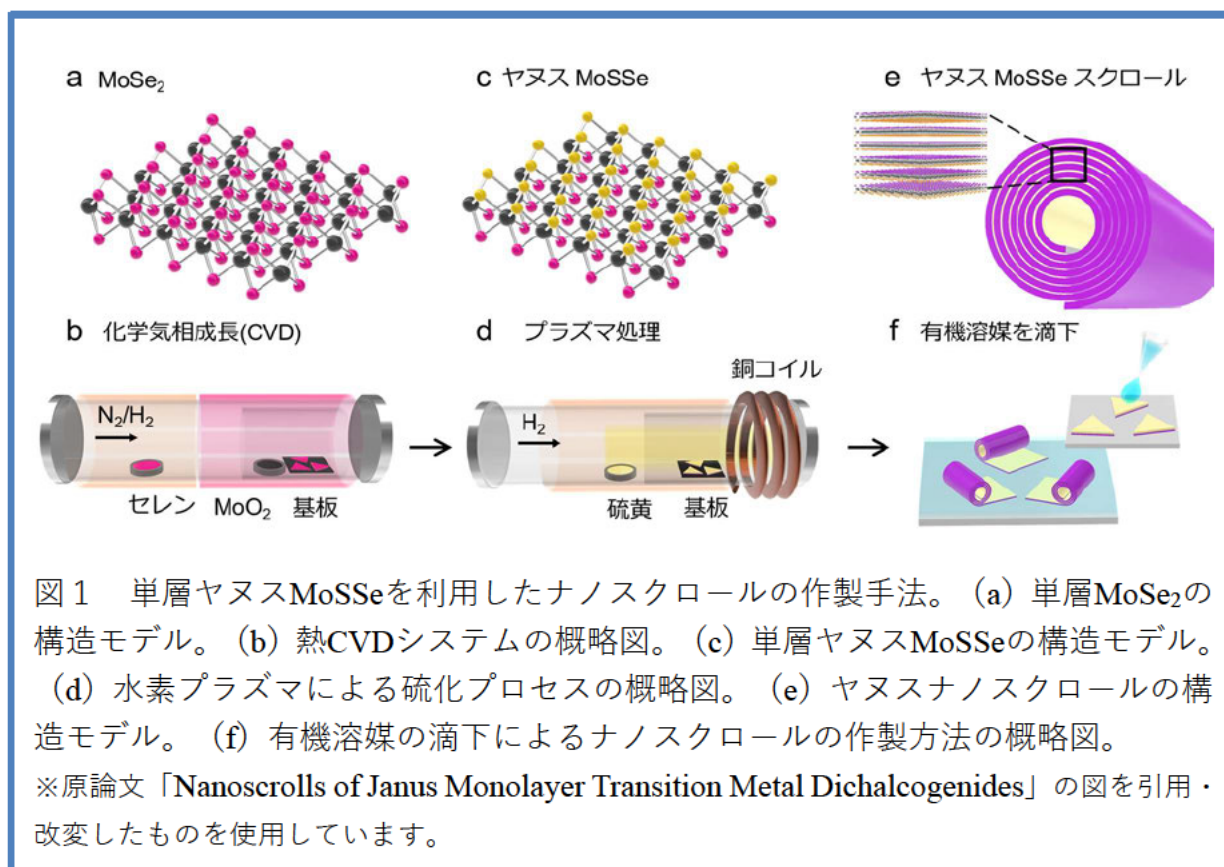 a MoSe₂
c ヤヌス MoSSe
e ヤヌス MoSSe スクロール
b 化学気相成長(CVD)
d プラズマ処理
f 有機溶媒を滴下
銅コイル
N₂/H₂
H₂
セレン
MoO₂
基板
硫黄
基板
図1 単層ヤヌスMoSSeを利用したナノスクロールの作製手法。(a)単層MoSe₂の
構造モデル。(b)熱CVDシステムの概略図。(c)単層ヤヌスMoSSeの構造モデル。
(d)水素プラズマによる硫化プロセスの概略図。(e)ヤヌスナノスクロールの構
造モデル。(f)有機溶媒の滴下によるナノスクロールの作製方法の概略図。
※原論文「Nanoscrolls of Janus Monolayer Transition Metal Dichalcogenides」の図を引用・
改変したものを使用しています。